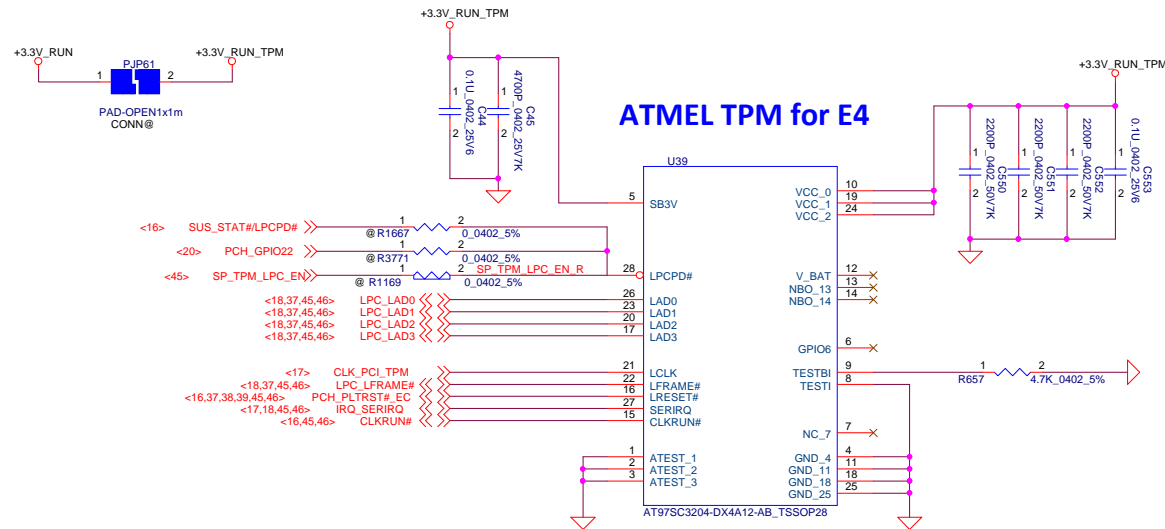 +3.3V_RUN
+3.3V_RUN_TPM
PJP61
1
2
PAD-OPEN1x1m
CONN@
+3.3V_RUN_TPM
1
2
0.1U_0402_25V6
C44
1
2
4700P_0402_25V7K
C45
ATMEL TPM for E4
+3.3V_RUN_TPM
1
2
2200P_0402_50V7K
C550
1
2
2200P_0402_50V7K
C551
1
2
2200P_0402_50V7K
C552
1
2
0.1U_0402_25V6
C553
U39
5 SB3V
VCC_0 10
VCC_1 19
VCC_2 24
<16> SUS_STAT#/LPCPD# 1 2
@ R1667 0_0402_5%
<20> PCH_GPIO22 1 2
@ R3771 0_0402_5%
<45> SP_TPM_LPC_EN 1 2 SP_TPM_LPC_EN_R 28 LPCPD#
@ R1169 0_0402_5%
V_BAT 12
NBO_13 13
NBO_14 14
<18,37,45,46> LPC_LAD0 26 LAD0
<18,37,45,46> LPC_LAD1 23 LAD1
<18,37,45,46> LPC_LAD2 20 LAD2
<18,37,45,46> LPC_LAD3 17 LAD3
GPIO6 6
<17> CLK_PCI_TPM 21 LCLK
<18,37,45,46> LPC_LFRAME# 22 LFRAME#
<16,37,38,39,45,46> PCH_PLTRST#_EC 16 LRESET#
<17,18,45,46> IRQ_SERIRQ 27 SERIRQ
<16,45,46> CLKRUN# 15 CLKRUN#
TESTBI 9
TESTI 8
1 2
R657 4.7K_0402_5%
NC_7 7
1 ATEST_1
2 ATEST_2
3 ATEST_3
GND_4 4
GND_11 11
GND_18 18
GND_25 25
AT97SC3204-DX4A12-AB_TSSOP28